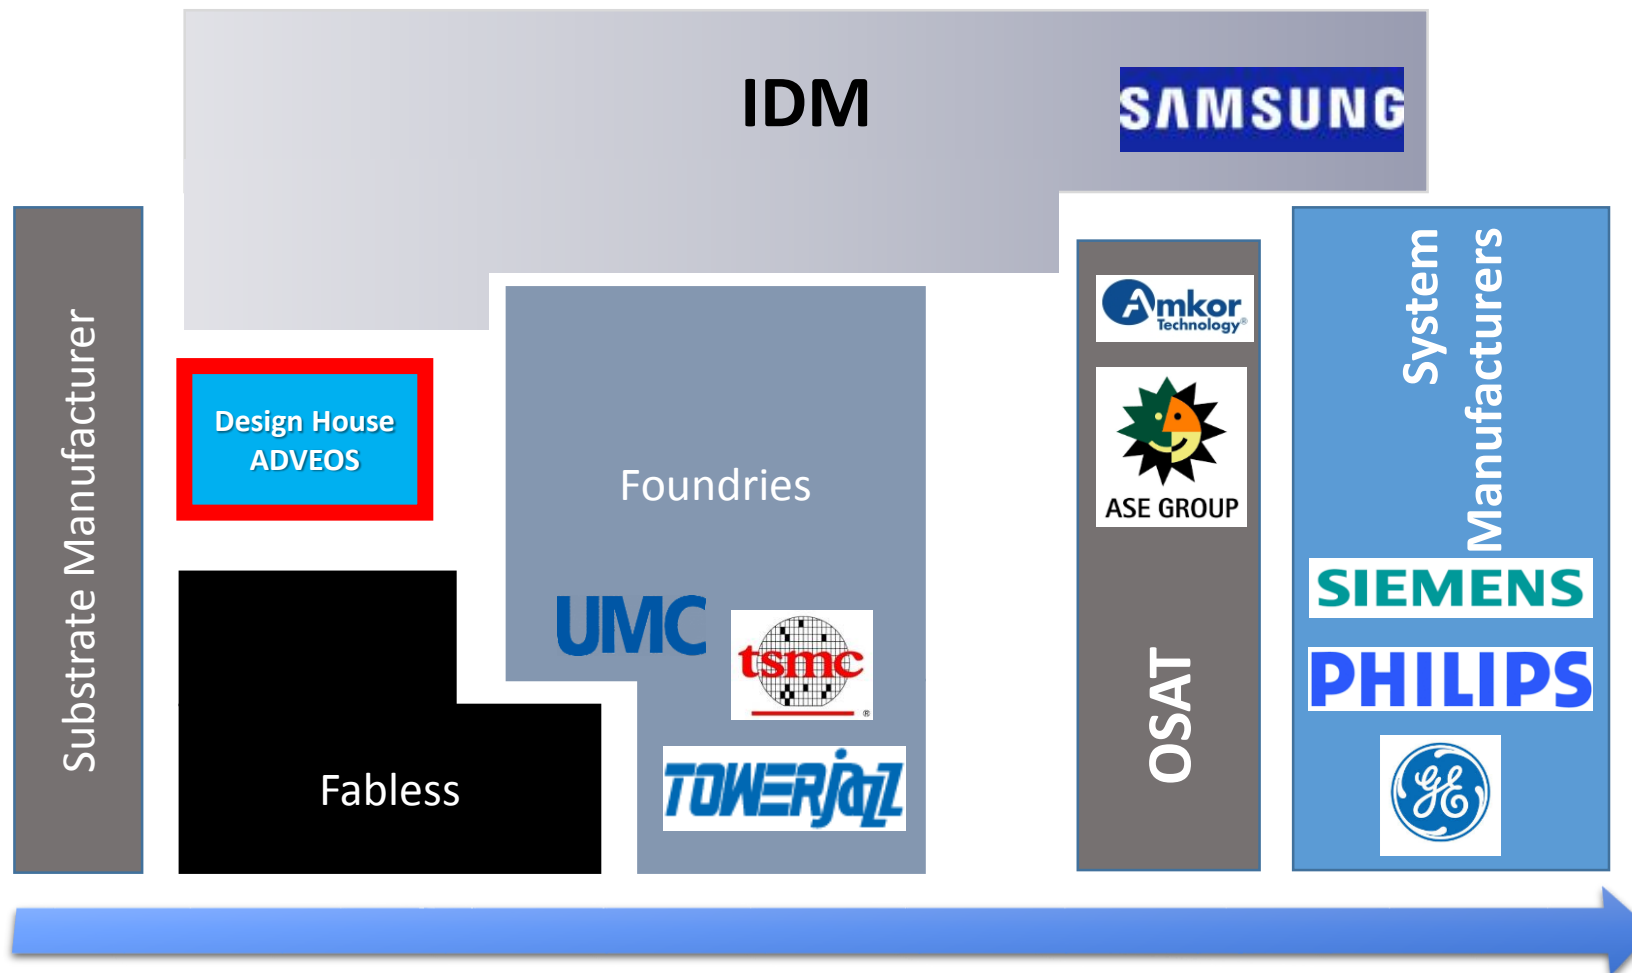 IDM
SAMSUNG
Substrate Manufacturer
Design House
ADVEOS
Fabless
Foundries
UMC
tsmc
®
TOWERjazz
Amkor
Technology®
ASE GROUP
OSAT
System
Manufacturers
SIEMENS
PHILIPS
GE